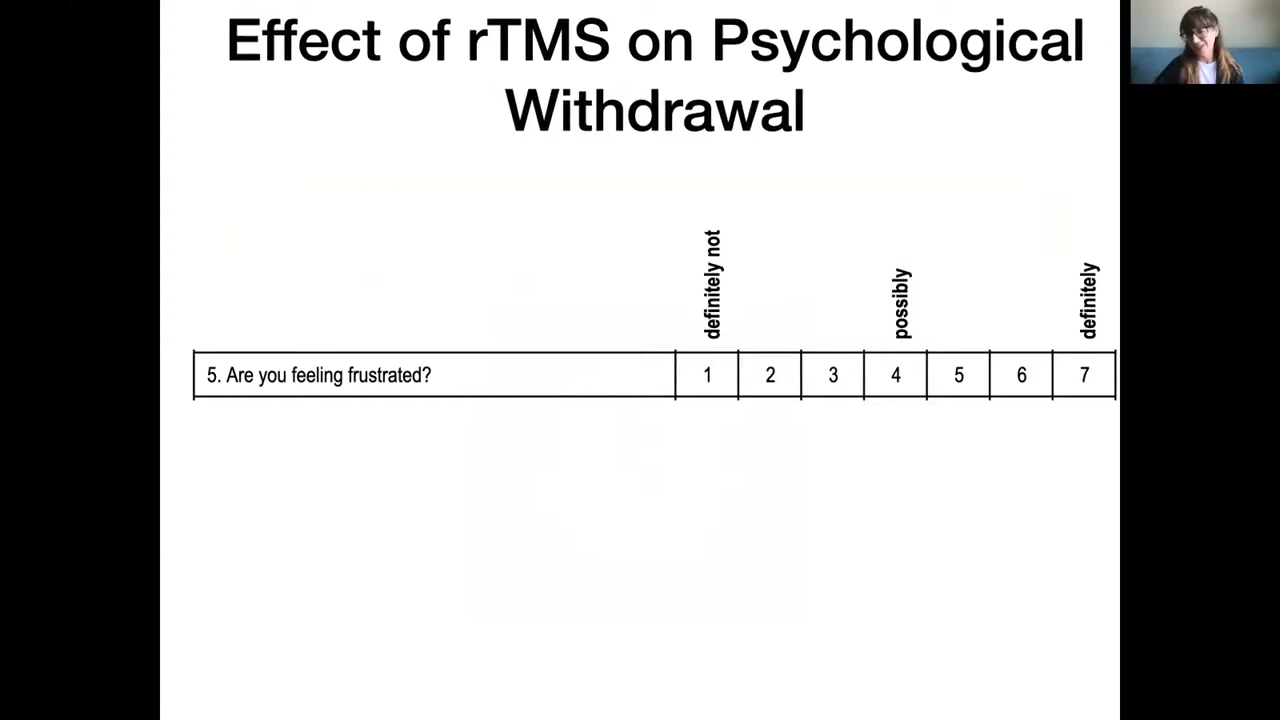 Effect of rTMS on Psychological
Withdrawal
definitely not
possibly
definitely
5. Are you feeling frustrated? 1 2 3 4 5 6 7